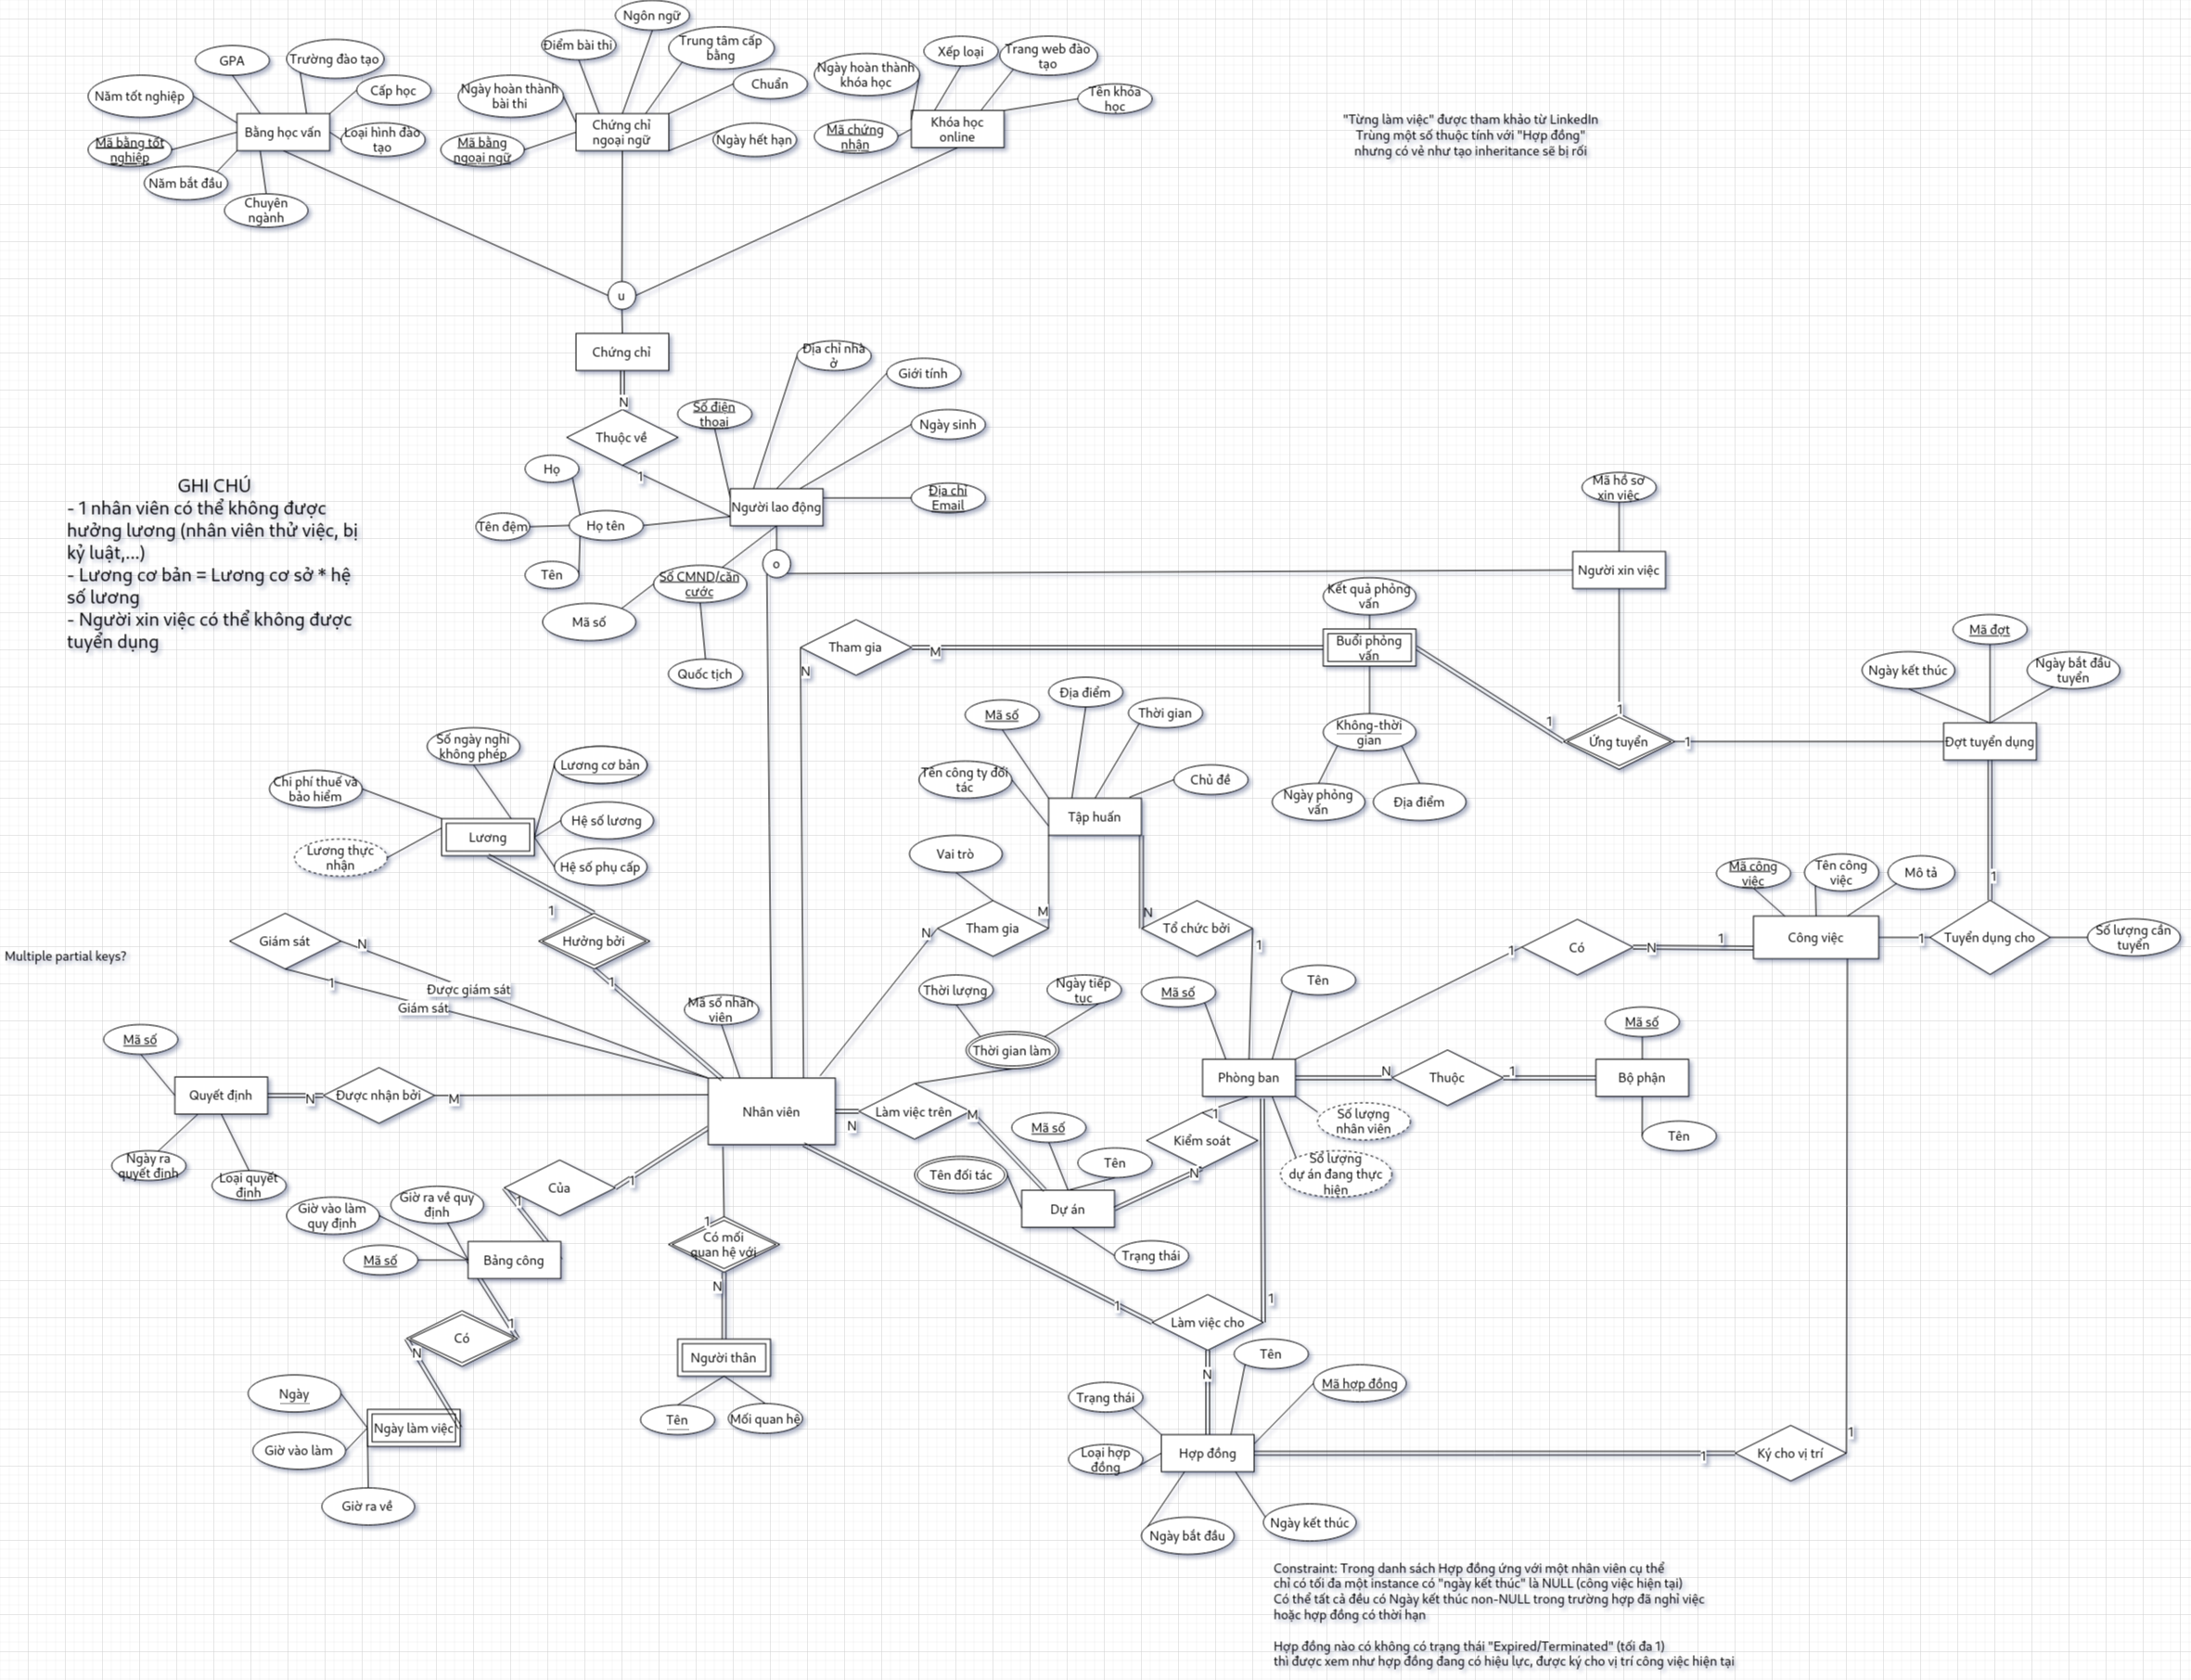 Ngôn ngữ
Điểm bài thi
Trung tâm cấp
bằng
Ngày hoàn thành
bài thi
Chuẩn
Mã bằng
ngoại ngữ
Chứng chỉ
ngoại ngữ
Ngày hết hạn
GPA
Trường đào tạo
Năm tốt nghiệp
Cấp học
Mã bằng tốt
nghiệp
Bằng học vấn
Loại hình đào
tạo
Năm bắt đầu
Chuyên
ngành
Xếp loại
Trang web đào
tạo
Ngày hoàn thành
khóa học
Tên khóa
học
Mã chứng
nhận
Khóa học
online
"Từng làm việc" được tham khảo từ LinkedIn
Trùng một số thuộc tính với "Hợp đồng"
nhưng có vẻ như tạo inheritance sẽ bị rối
u
Chứng chỉ
N
Thuộc về
1
Địa chỉ nhà
ở
Giới tính
Số điện
thoại
Ngày sinh
Địa chỉ
Email
Người lao động
Họ
Tên đệm
Họ tên
Tên
Số CMND/căn
cước
Mã số
Quốc tịch
o
GHI CHÚ
- 1 nhân viên có thể không được
hưởng lương (nhân viên thử việc, bị
kỷ luật,...)
- Lương cơ bản = Lương cơ sở * hệ
số lương
- Người xin việc có thể không được
tuyển dụng
Mã hồ sơ
xin việc
Người xin việc
Kết quả phỏng
vấn
Buổi phỏng
vấn
Tham gia
M
N
Không-thời
gian
Ngày phỏng
vấn
Địa điểm
1
1
Ứng tuyển
1
Mã đợt
Ngày kết thúc
Ngày bắt đầu
tuyển
Đợt tuyển dụng
1
Mã số
Địa điểm
Thời gian
Tên công ty đối
tác
Chủ đề
Tập huấn
Vai trò
M
N
Tham gia
N
Tổ chức bởi
1
Số ngày nghỉ
không phép
Chi phí thuế và
bảo hiểm
Lương cơ bản
Lương
Hệ số lương
Lương thực
nhận
Hệ số phụ cấp
1
Hưởng bởi
1
Giám sát
N
1
Được giám sát
Giám sát
Multiple partial keys?
Mã công
việc
Tên công
việc
Mô tả
Công việc
1
Tuyển dụng cho
Số lượng cần
tuyển
1
Có
N
1
Mã số nhân
viên
Nhân viên
Thời lượng
Ngày tiếp
tục
Thời gian làm
Làm việc trên
N
M
Mã số
Tên
Phòng ban
N
Thuộc
1
Bộ phận
Mã số
Tên
Số lượng
nhân viên
Số lượng
dự án đang thực
hiện
1
Kiểm soát
N
Mã số
Tên
Tên đối tác
Dự án
Trạng thái
Mã số
Quyết định
N
Được nhận bởi
M
Ngày ra
quyết định
Loại quyết
định
Của
1
1
Giờ vào làm
quy định
Giờ ra về quy
định
Mã số
Bảng công
1
Có
N
Ngày
Ngày làm việc
Giờ vào làm
Giờ ra về
1
Có mối
quan hệ với
N
Người thân
Tên
Mối quan hệ
1
Làm việc cho
1
N
Tên
Mã hợp đồng
Trạng thái
Loại hợp
đồng
Hợp đồng
Ngày bắt đầu
Ngày kết thúc
1
Ký cho vị trí
1
Constraint: Trong danh sách Hợp đồng ứng với một nhân viên cụ thể
chỉ có tối đa một instance có "ngày kết thúc" là NULL (công việc hiện tại)
Có thể tất cả đều có Ngày kết thúc non-NULL trong trường hợp đã nghỉ việc
hoặc hợp đồng có thời hạn
Hợp đồng nào có không có trạng thái "Expired/Terminated" (tối đa 1)
thì được xem như hợp đồng đang có hiệu lực, được ký cho vị trí công việc hiện tại